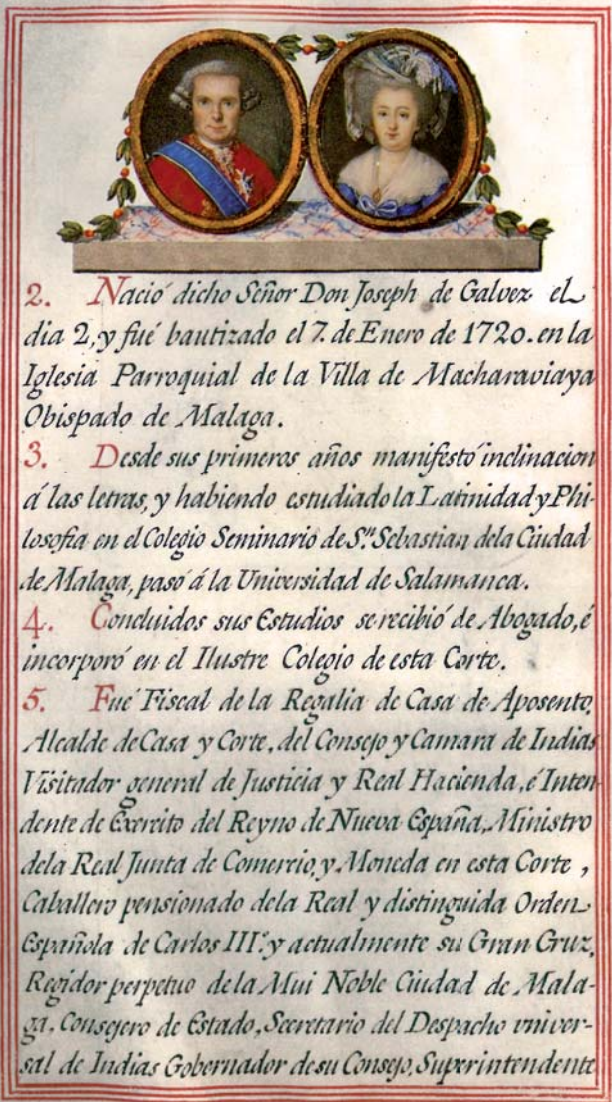 2. Nació dicho Señor Don Joseph de Galvez el
dia 2, y fué bautizado el 7. de Enero de 1720. en la
Iglesia Parroquial de la Villa de Macharaviaya
Obispado de Malaga.
3. Desde sus primeros años manifestó inclinacion
á las letras, y habiendo estudiado la Latinidad y Phi-
losofia en el Colegio Seminario de Sn. Sebastian dela Ciudad
de Malaga, pasó á la Universidad de Salamanca.
4. Concluidos sus Estudios se recibió de Abogado, é
incorporó en el Ilustre Colegio de esta Corte.
5. Fué Fiscal de la Regalia de Casa de Aposento,
Alcalde de Casa y Corte, del Consejo y Camara de Indias
Visitador general de Justicia y Real Hacienda, é Inten-
dente de Exercito del Reyno de Nueva España, Ministro
dela Real Junta de Comercio, y Moneda en esta Corte,
Caballero pensionado dela Real y distinguida Orden
Española de Carlos III. y actualmente su Gran Cruz,
Regidor perpetuo de la Mui Noble Ciudad de Mala-
ga, Consejero de Estado, Secretario del Despacho univer-
sal de Indias Gobernador de su Consejo, Superintendente